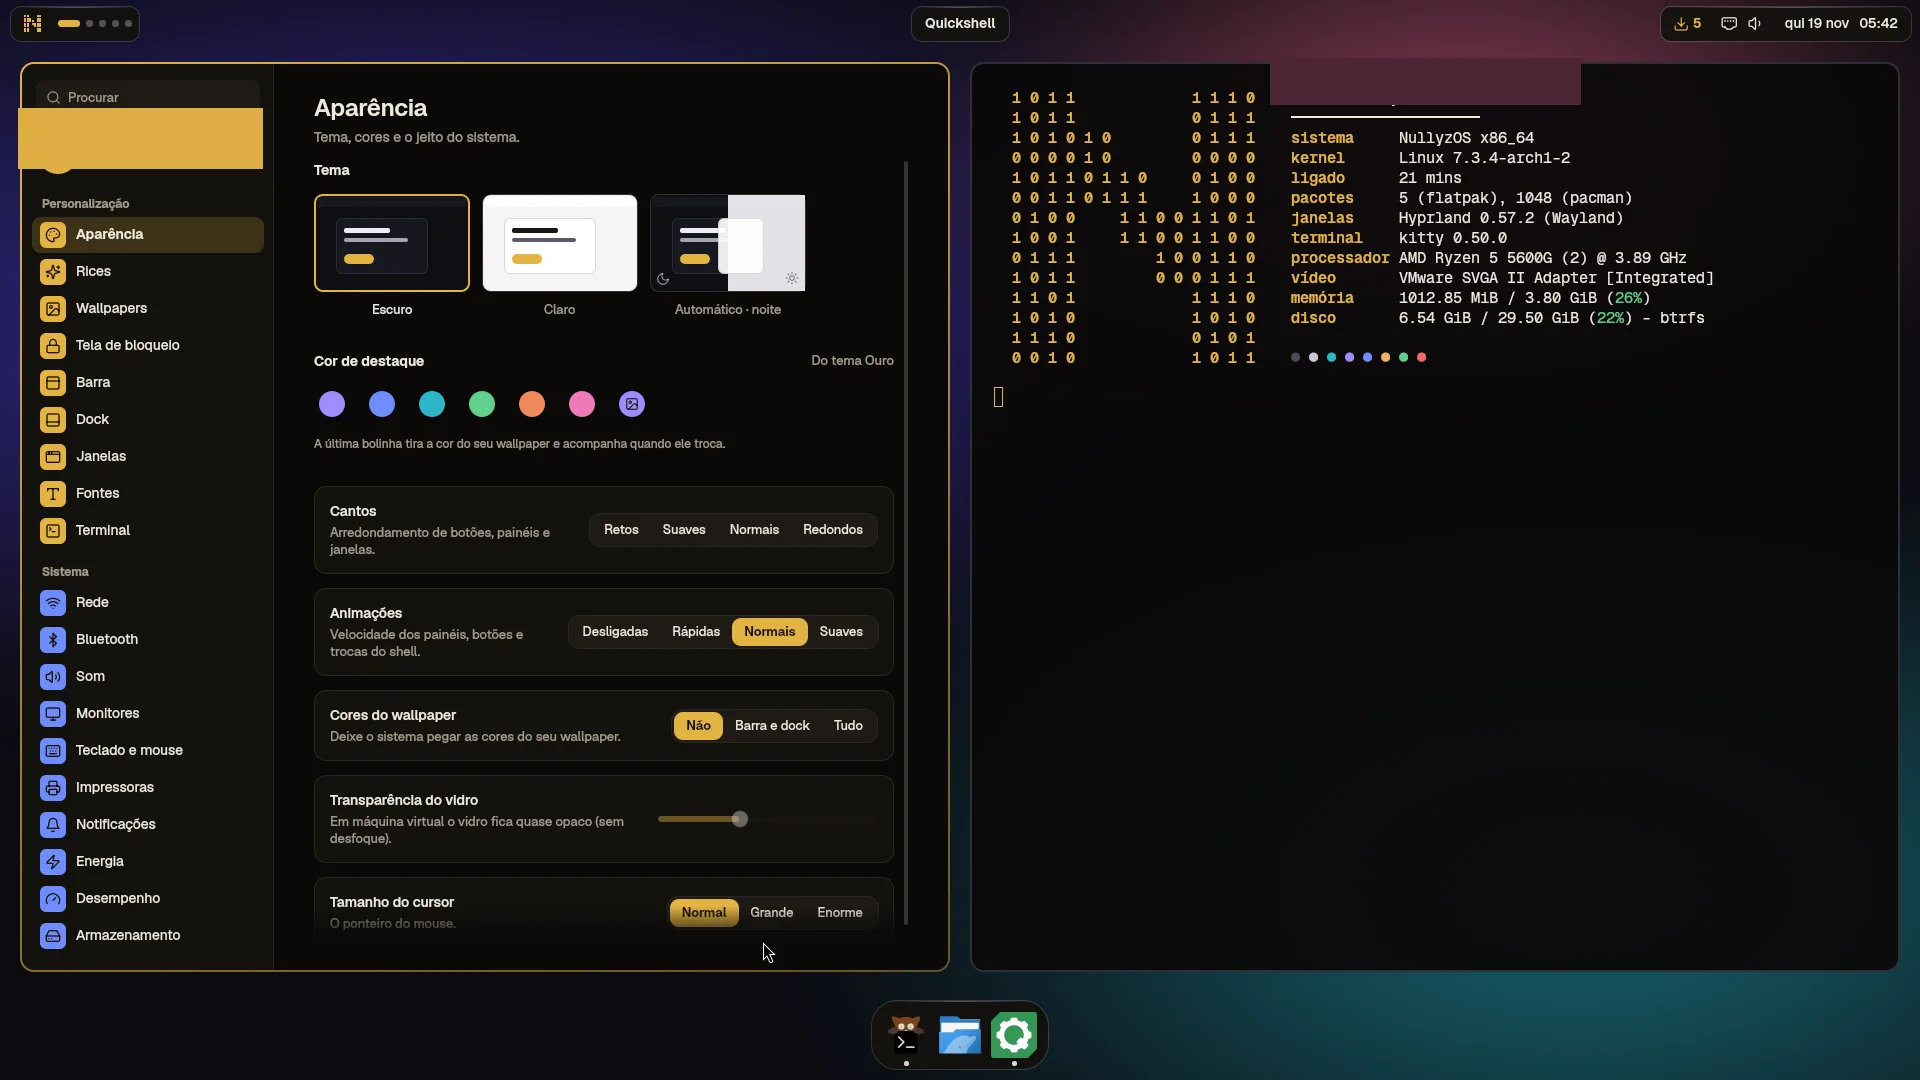 Quickshell
5
qui 19 nov 05:42
Procurar
Personalização
Aparência
Rices
Wallpapers
Tela de bloqueio
Barra
Dock
Janelas
Fontes
Terminal
Sistema
Rede
Bluetooth
Som
Monitores
Teclado e mouse
Impressoras
Notificações
Energia
Desempenho
Armazenamento
Aparência
Tema, cores e o jeito do sistema.
Tema
Escuro
Claro
Automático · noite
Cor de destaque
Do tema Ouro
A última bolinha tira a cor do seu wallpaper e acompanha quando ele troca.
Cantos
Arredondamento de botões, painéis e
janelas.
Retos Suaves Normais Redondos
Animações
Velocidade dos painéis, botões e
trocas do shell.
Desligadas Rápidas Normais Suaves
Cores do wallpaper
Deixe o sistema pegar as cores do seu wallpaper.
Não Barra e dock Tudo
Transparência do vidro
Em máquina virtual o vidro fica quase opaco (sem
desfoque).
Tamanho do cursor
O ponteiro do mouse.
Normal Grande Enorme
1 0 1 1 1 1 1 0
1 0 1 1 0 1 1 1
1 0 1 0 1 0 0 1 1 1
0 0 0 0 1 0 0 0 0 0
1 0 1 1 0 1 1 0 0 1 0 0
0 0 1 1 0 1 1 1 1 0 0 0
0 1 0 0 1 1 0 0 1 1 0 1
1 0 0 1 1 1 0 0 1 1 0 0
0 1 1 1 1 0 0 1 1 0
1 0 1 1 0 0 0 1 1 1
1 1 0 1 1 1 1 0
1 0 1 0 1 0 1 0
1 1 1 0 0 1 0 1
0 0 1 0 1 0 1 1
sistema NullyzOS x86_64
kernel Linux 7.3.4-arch1-2
ligado 21 mins
pacotes 5 (flatpak), 1048 (pacman)
janelas Hyprland 0.57.2 (Wayland)
terminal kitty 0.50.0
processador AMD Ryzen 5 5600G (2) @ 3.89 GHz
vídeo VMware SVGA II Adapter [Integrated]
memória 1012.85 MiB / 3.80 GiB (26%)
disco 6.54 GiB / 29.50 GiB (22%) - btrfs